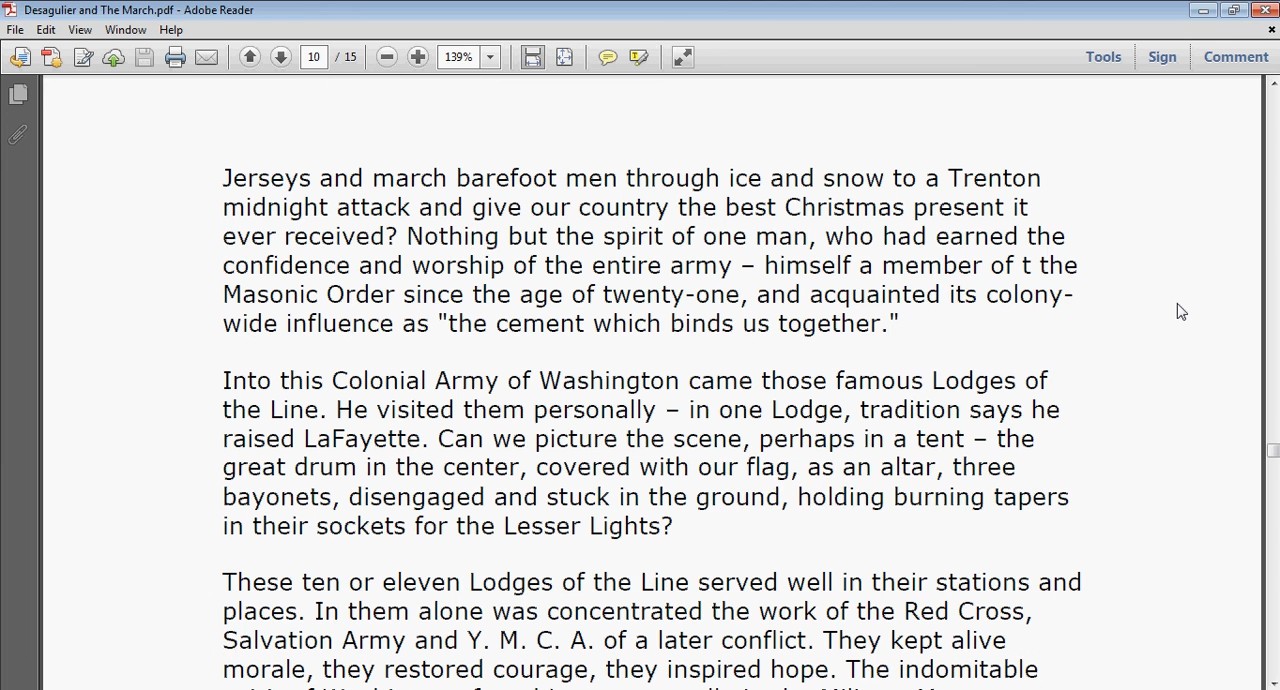 Desagulier and The March.pdf - Adobe Reader
File Edit View Window Help
10 / 15 139% Tools Sign Comment
Jerseys and march barefoot men through ice and snow to a Trenton
midnight attack and give our country the best Christmas present it
ever received? Nothing but the spirit of one man, who had earned the
confidence and worship of the entire army – himself a member of t the
Masonic Order since the age of twenty-one, and acquainted its colony-
wide influence as "the cement which binds us together."
Into this Colonial Army of Washington came those famous Lodges of
the Line. He visited them personally – in one Lodge, tradition says he
raised LaFayette. Can we picture the scene, perhaps in a tent – the
great drum in the center, covered with our flag, as an altar, three
bayonets, disengaged and stuck in the ground, holding burning tapers
in their sockets for the Lesser Lights?
These ten or eleven Lodges of the Line served well in their stations and
places. In them alone was concentrated the work of the Red Cross,
Salvation Army and Y. M. C. A. of a later conflict. They kept alive
morale, they restored courage, they inspired hope. The indomitable